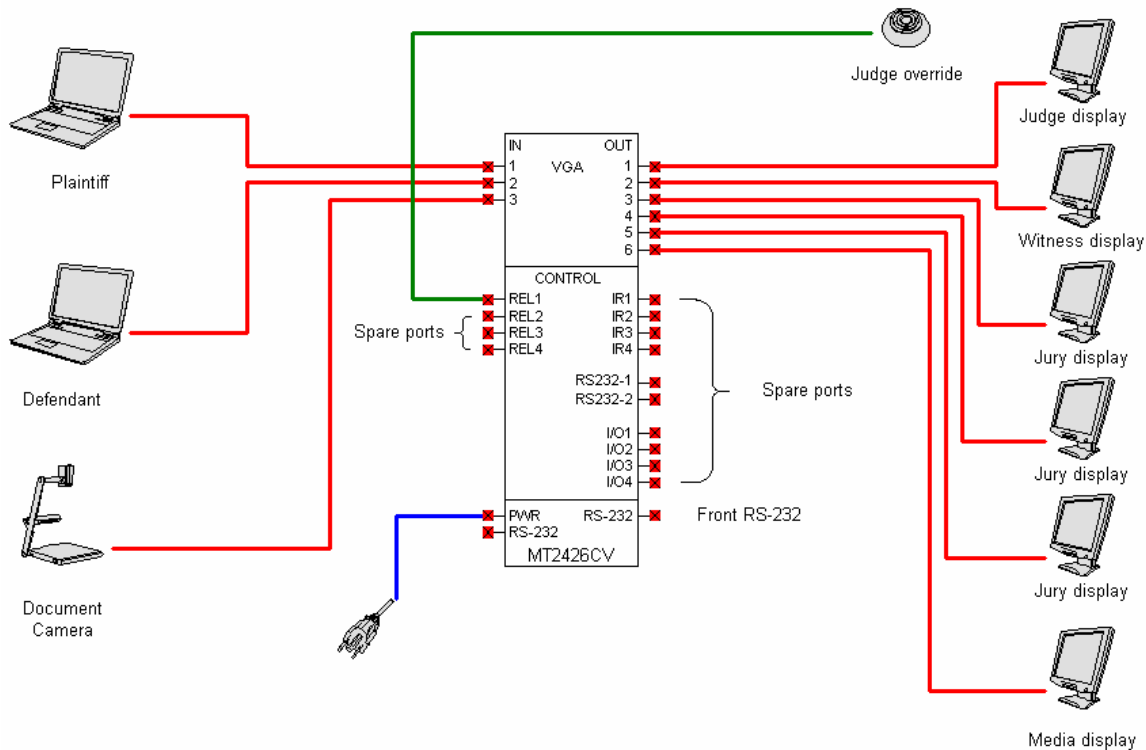 Judge override
Judge display
Plaintiff
IN OUT
VGA
1 1
2 2
3 3
4
5
6
Witness display
CONTROL
REL1 IR1
REL2 IR2
REL3 IR3
REL4 IR4
Spare ports
RS232-1
RS232-2
Spare ports
I/O1
I/O2
I/O3
I/O4
Jury display
Defendant
Jury display
PWR RS-232
RS-232
MT2426CV
Front RS-232
Jury display
Document
Camera
Media display